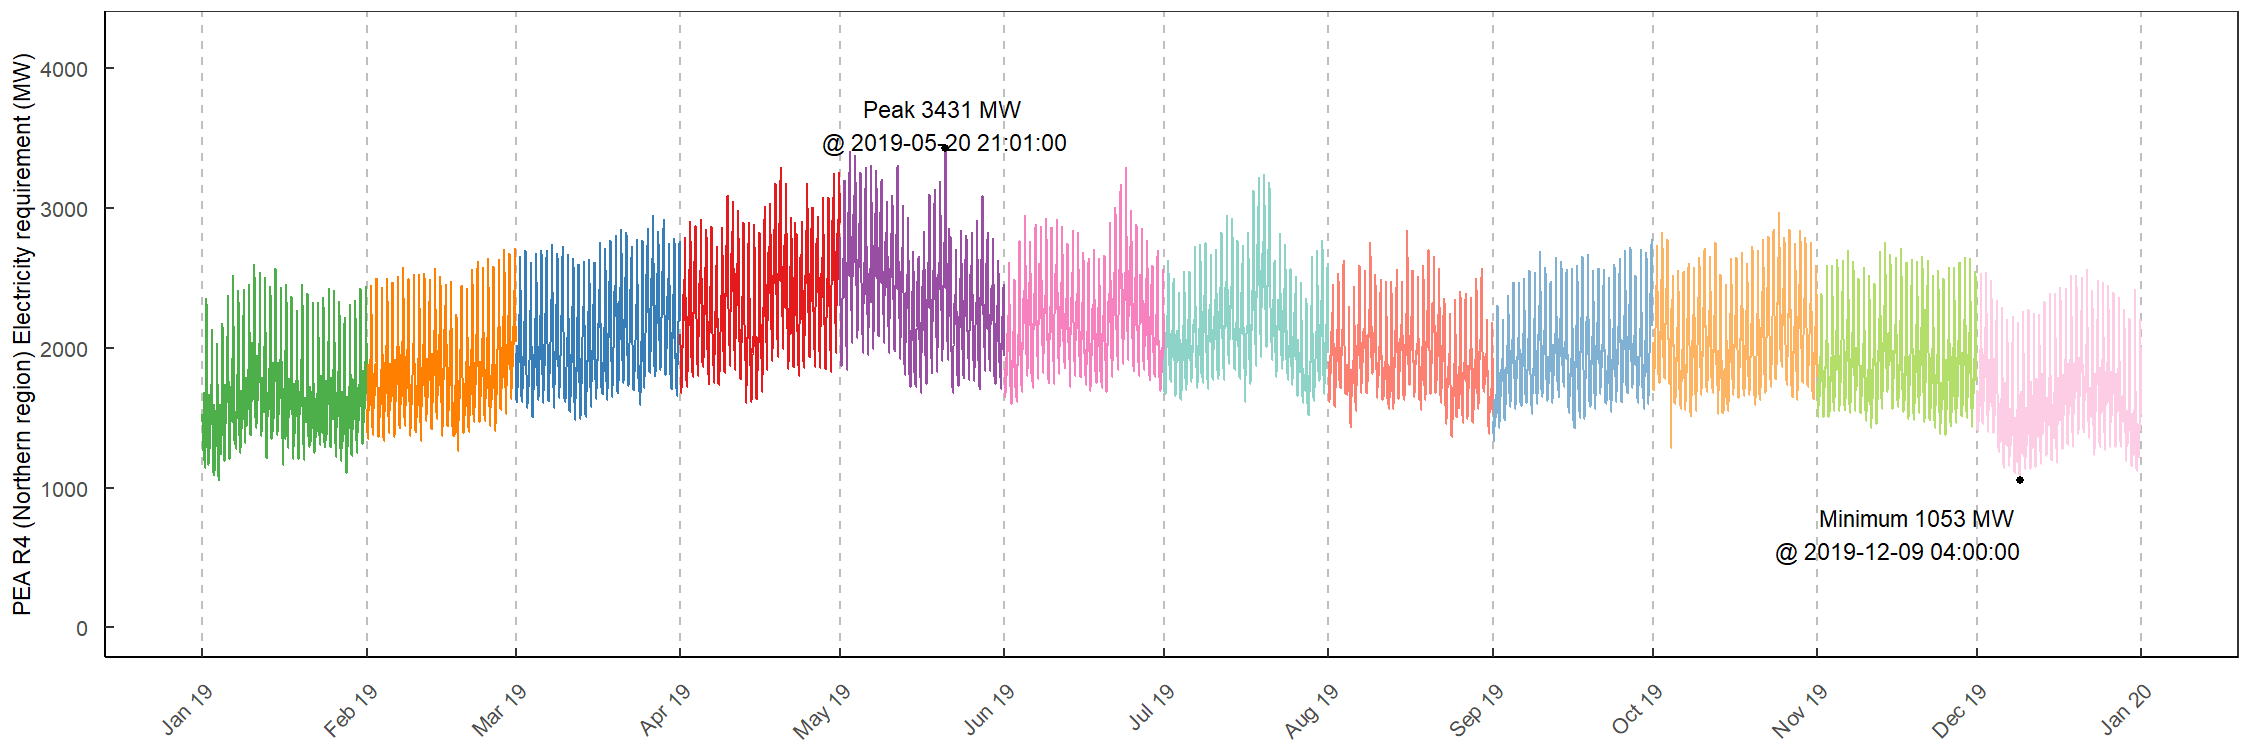 PEA R4 (Northern region) Electricity requirement (MW)
4000
3000
2000
1000
0
Peak 3431 MW
@ 2019-05-20 21:01:00
Minimum 1053 MW
@ 2019-12-09 04:00:00
Jan 19
Feb 19
Mar 19
Apr 19
May 19
Jun 19
Jul 19
Aug 19
Sep 19
Oct 19
Nov 19
Dec 19
Jan 20